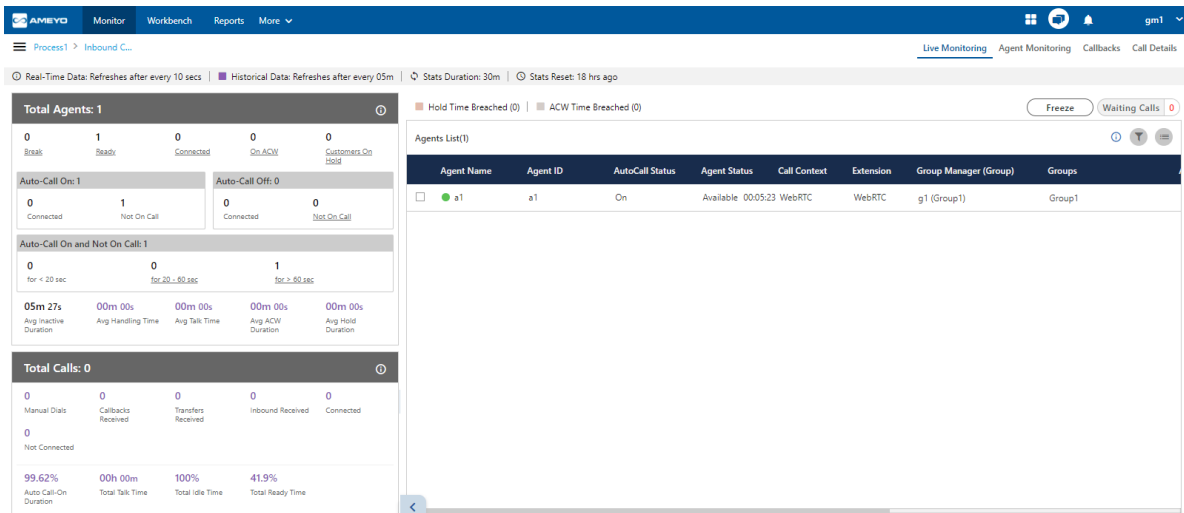 AMEYO Monitor Workbench Reports More gm1
Process1 > Inbound C... Live Monitoring Agent Monitoring Callbacks Call Details
Real-Time Data: Refreshes after every 10 secs | Historical Data: Refreshes after every 05m | Stats Duration: 30m | Stats Reset: 18 hrs ago
Total Agents: 1
0 1 0 0 0
Break Ready Connected On ACW Customers On
Hold
Auto-Call On: 1 Auto-Call Off: 0
0 1 0 0
Connected Not On Call Connected Not On Call
Auto-Call On and Not On Call: 1
0 0 1
for < 20 sec for 20 - 60 sec for > 60 sec
05m 27s 00m 00s 00m 00s 00m 00s 00m 00s
Avg Inactive Avg Handling Time Avg Talk Time Avg ACW Avg Hold
Duration Duration Duration
Total Calls: 0
0 0 0 0 0
Manual Dials Callbacks Transfers Inbound Received Connected
Received Received
0
Not Connected
99.62% 00h 00m 100% 41.9%
Auto Call-On Total Talk Time Total Idle Time Total Ready Time
Duration
Hold Time Breached (0) | ACW Time Breached (0) Freeze Waiting Calls 0
Agents List(1)
Agent Name Agent ID AutoCall Status Agent Status Call Context Extension Group Manager (Group) Groups
a1 a1 On Available 00:05:23 WebRTC WebRTC g1 (Group1) Group1